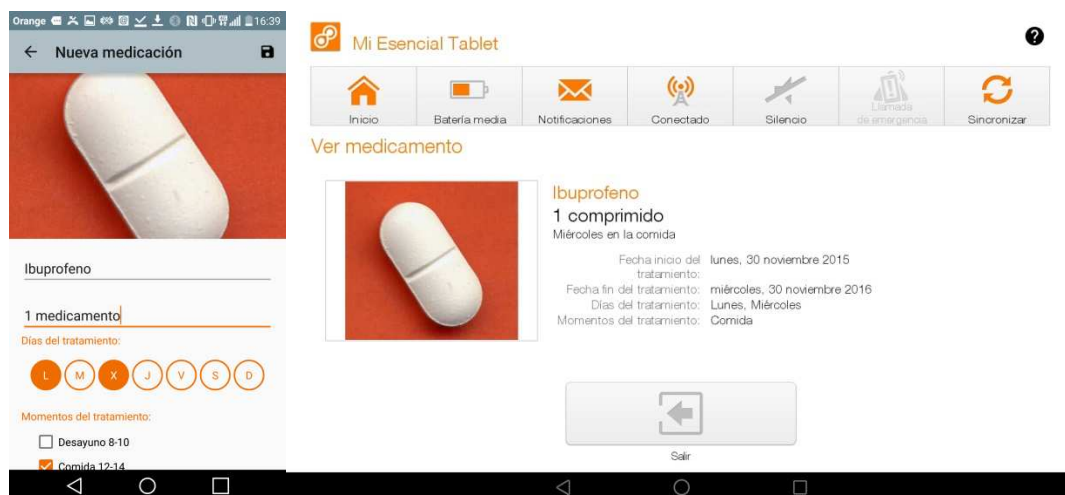 Orange 16:39
Nueva medicación
Ibuprofeno
1 medicamento
Días del tratamiento:
L M X J V S D
Momentos del tratamiento:
Desayuno 8-10
Comida 12-14
Mi Esencial Tablet
Inicio Batería media Notificaciones Conectado Silencio Llamada de emergencia Sincronizar
Ver medicamento
Ibuprofeno
1 comprimido
Miércoles en la comida
Fecha inicio del tratamiento: lunes, 30 noviembre 2015
Fecha fin del tratamiento: miércoles, 30 noviembre 2016
Días del tratamiento: Lunes, Miércoles
Momentos del tratamiento: Comida
Salir